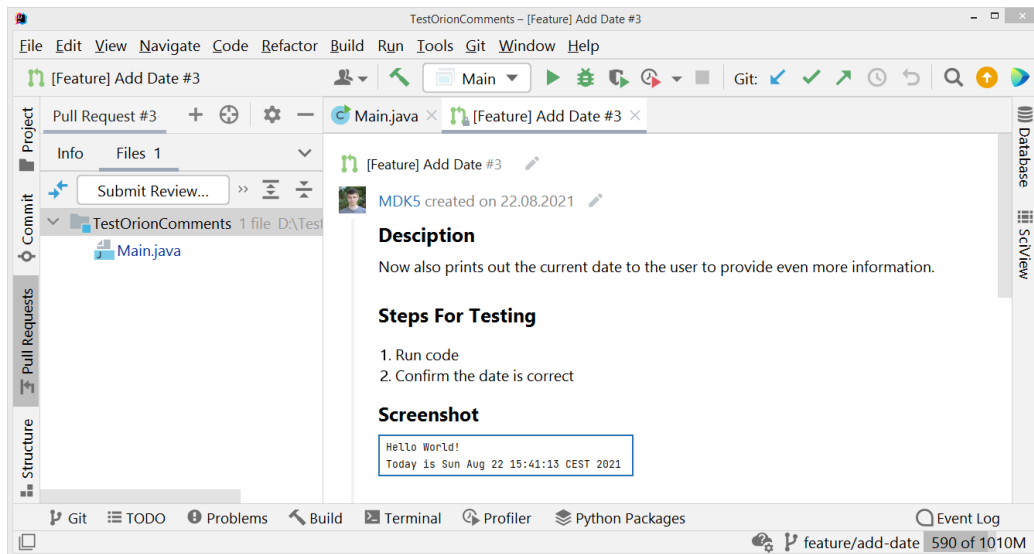 TestOrionComments – [Feature] Add Date #3
File Edit View Navigate Code Refactor Build Run Tools Git Window Help
[Feature] Add Date #3
Main
Git:
Project
Commit
Pull Requests
Structure
Pull Request #3
Info Files 1
Submit Review...
TestOrionComments 1 file D:\Test
Main.java
Main.java
[Feature] Add Date #3
[Feature] Add Date #3
MDK5 created on 22.08.2021
Desciption
Now also prints out the current date to the user to provide even more information.
Steps For Testing
1. Run code
2. Confirm the date is correct
Screenshot
Hello World!
Today is Sun Aug 22 15:41:13 CEST 2021
Database
SciView
Git TODO Problems Build Terminal Profiler Python Packages Event Log
feature/add-date 590 of 1010M